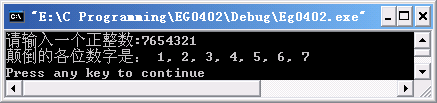 "E:\C Programming\EG0402\Debug\Eg0402.exe"
请输入一个正整数:7654321
颠倒的各位数字是： 1, 2, 3, 4, 5, 6, 7
Press any key to continue